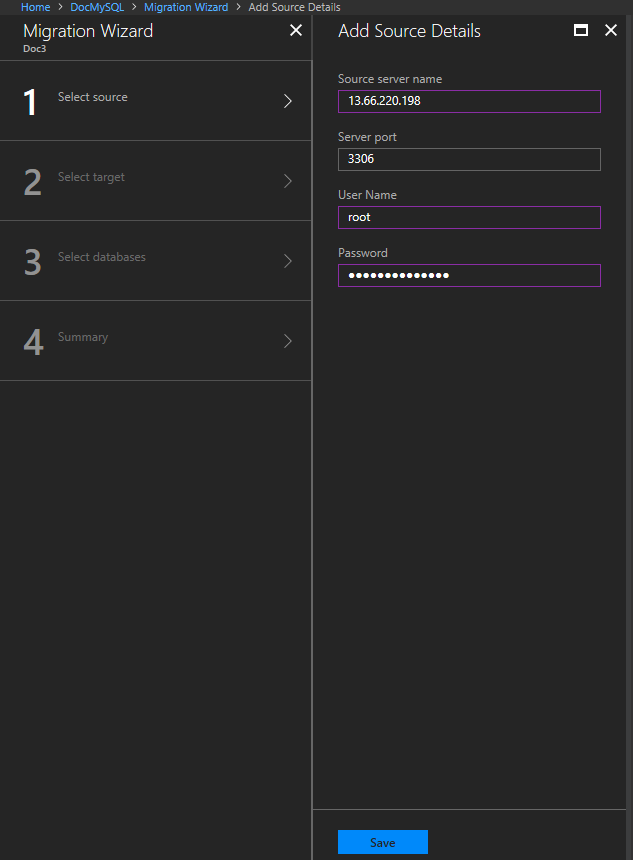 Home > DocMySQL > Migration Wizard > Add Source Details
Migration Wizard
Doc3
1 Select source
2 Select target
3 Select databases
4 Summary
Add Source Details
Source server name
13.66.220.198
Server port
3306
User Name
root
Password
●●●●●●●●●●●●●●
Save